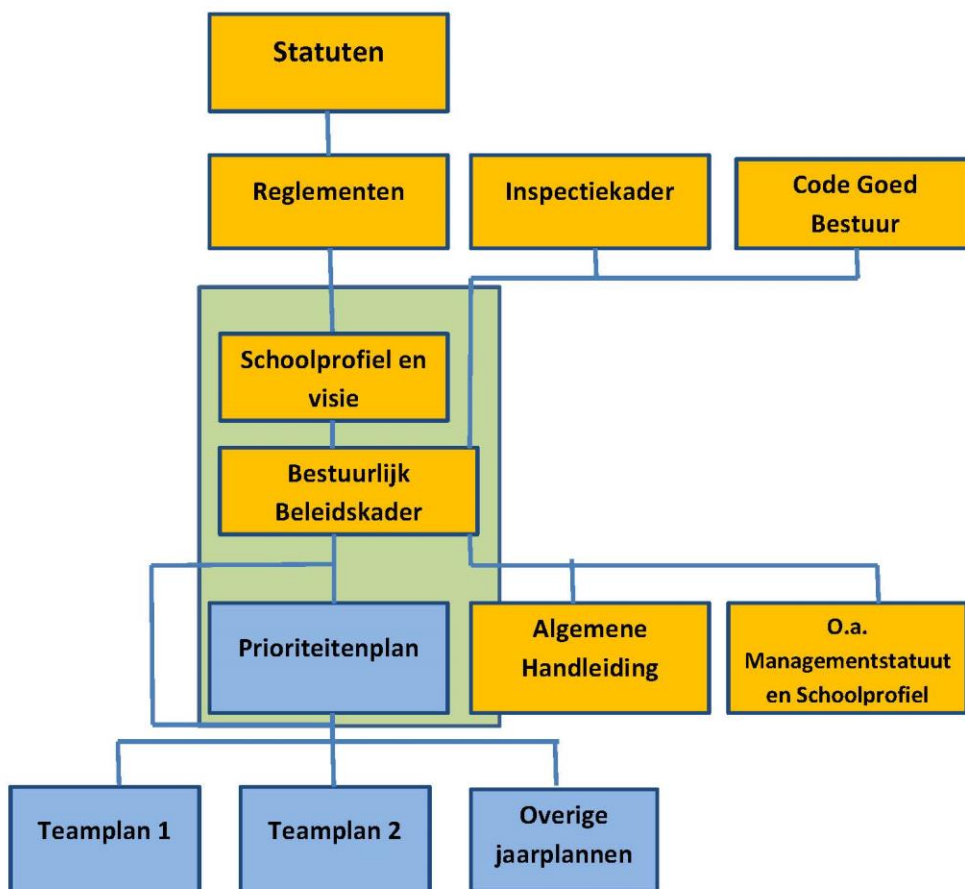 Statuten
Reglementen
Inspectiekader
Code Goed
Bestuur
Schoolprofiel en
visie
Bestuurlijk
Beleidskader
Prioriteitenplan
Algemene
Handleiding
O.a.
Managementstatuut
en Schoolprofiel
Teamplan 1
Teamplan 2
Overige
jaarplannen